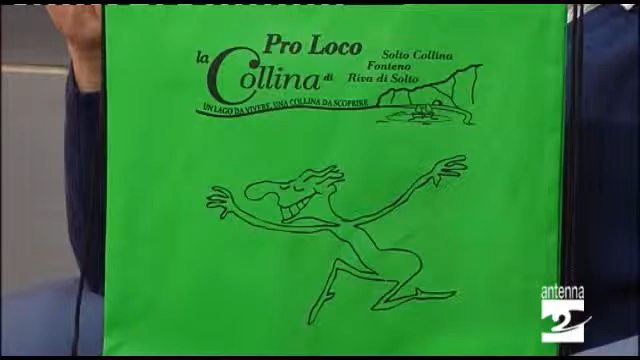 Pro Loco
la Collina di
Solto Collina
Fonteno
Riva di Solto
UN LAGO DA VIVERE, UNA COLLINA DA SCOPRIRE
antenna
2